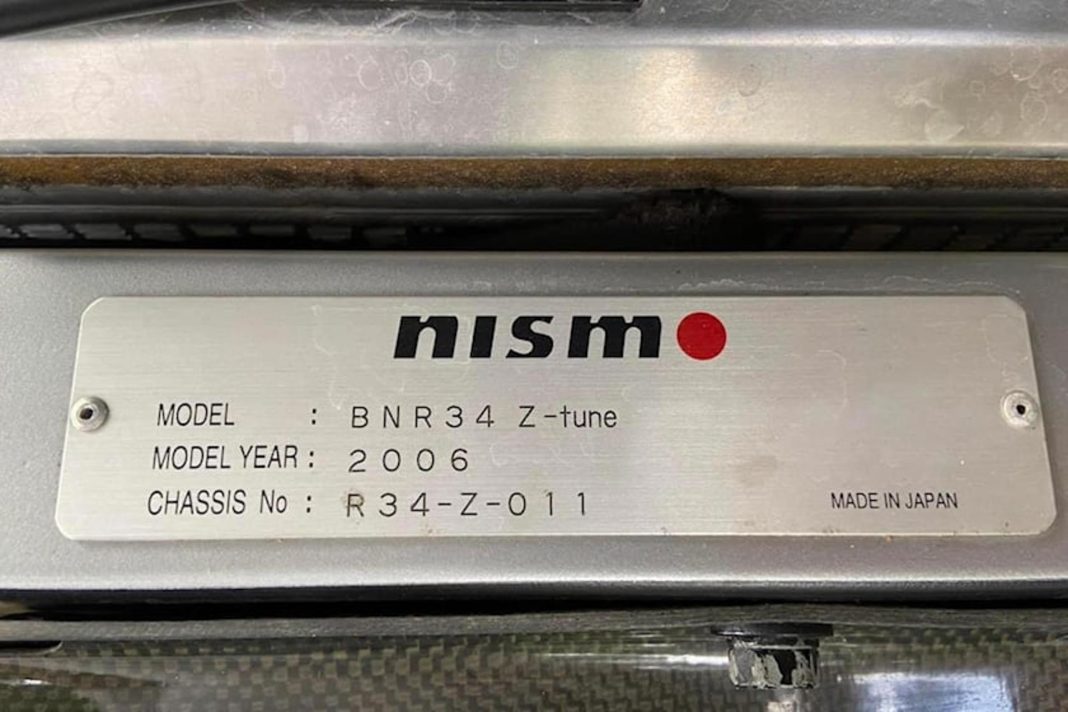 nismo
MODEL : BNR34 Z-tune
MODEL YEAR : 2006
CHASSIS No : R34-Z-011
MADE IN JAPAN